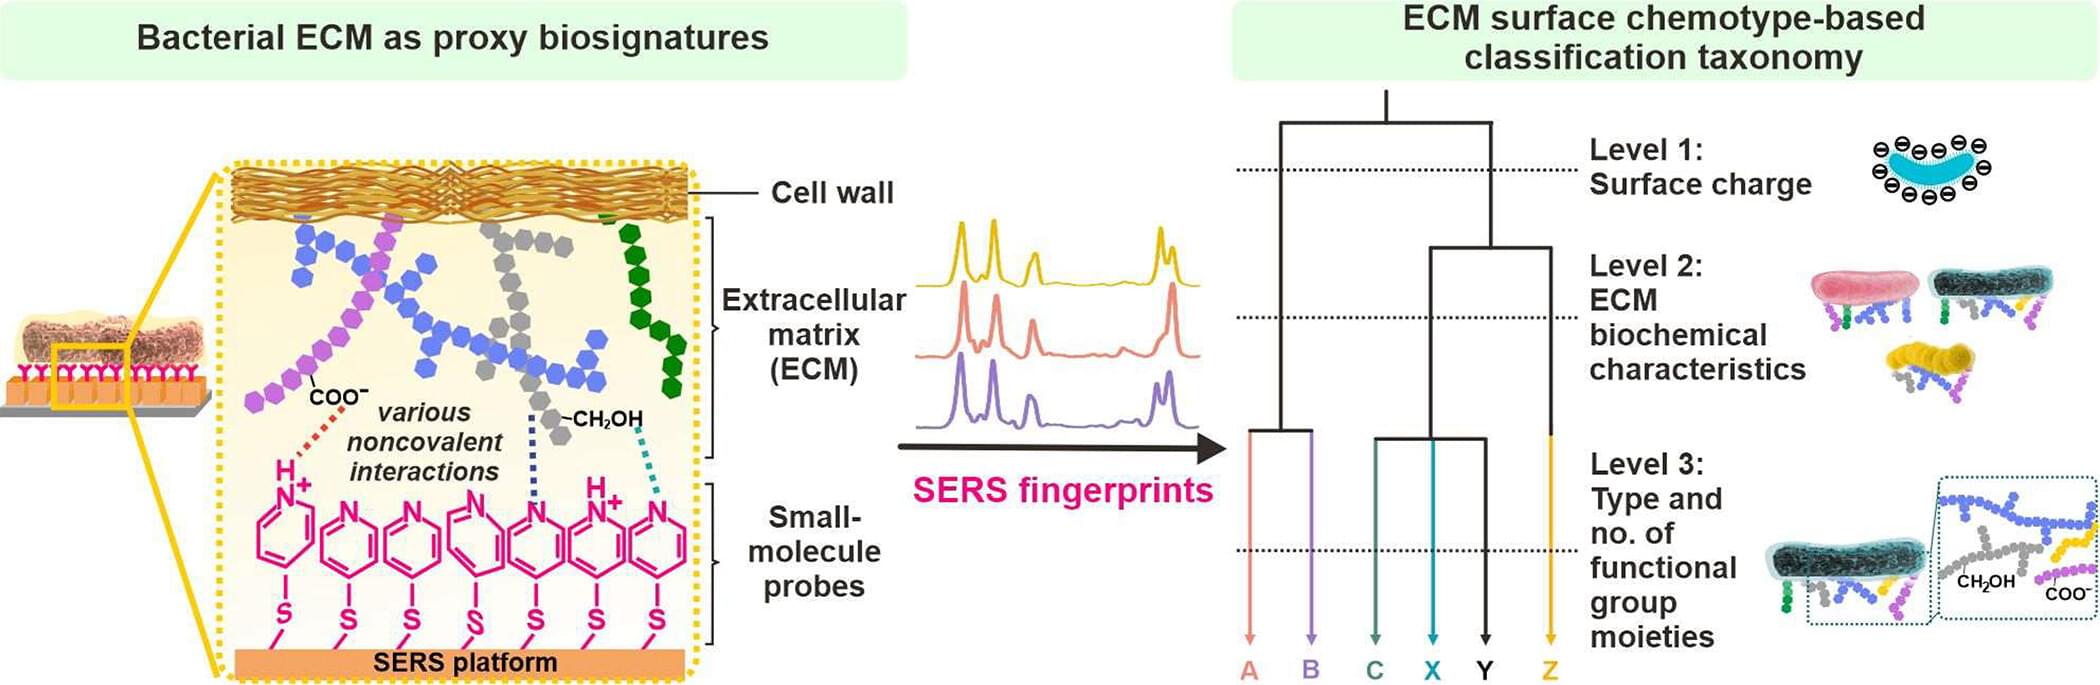 Bacterial ECM as proxy biosignatures
Cell wall
Extracellular
matrix
(ECM)
COO⁻
various
noncovalent
interactions
CH₂OH
H
N+
N
N
N
N
H
N+
N
S
S
S
S
S
S
S
Small-
molecule
probes
SERS platform
SERS fingerprints
ECM surface chemotype-based
classification taxonomy
Level 1:
Surface charge
Level 2:
ECM
biochemical
characteristics
Level 3:
Type and
no. of
functional
group
moieties
CH₂OH
COO⁻
A B C X Y Z